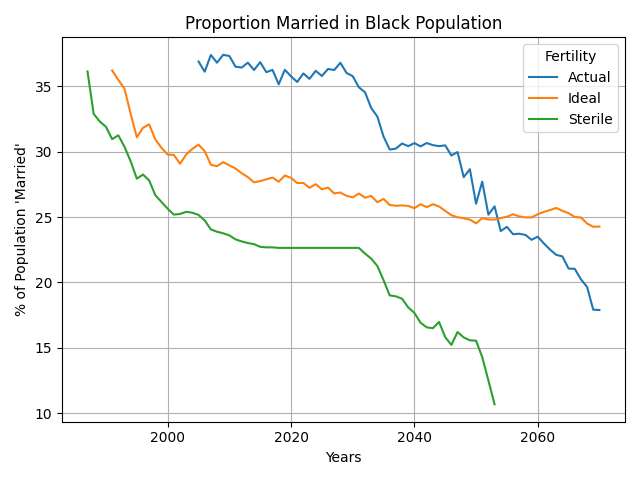 Proportion Married in Black Population
% of Population 'Married'
35
30
25
20
15
10
2000
2020
2040
2060
Years
Fertility
Actual
Ideal
Sterile